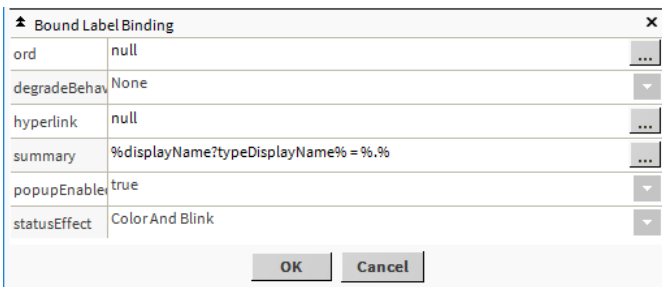 Bound Label Binding
ord null ...
degradeBehav None
hyperlink null ...
summary %displayName?typeDisplayName% = %.% ...
popupEnabled true
statusEffect Color And Blink
OK Cancel